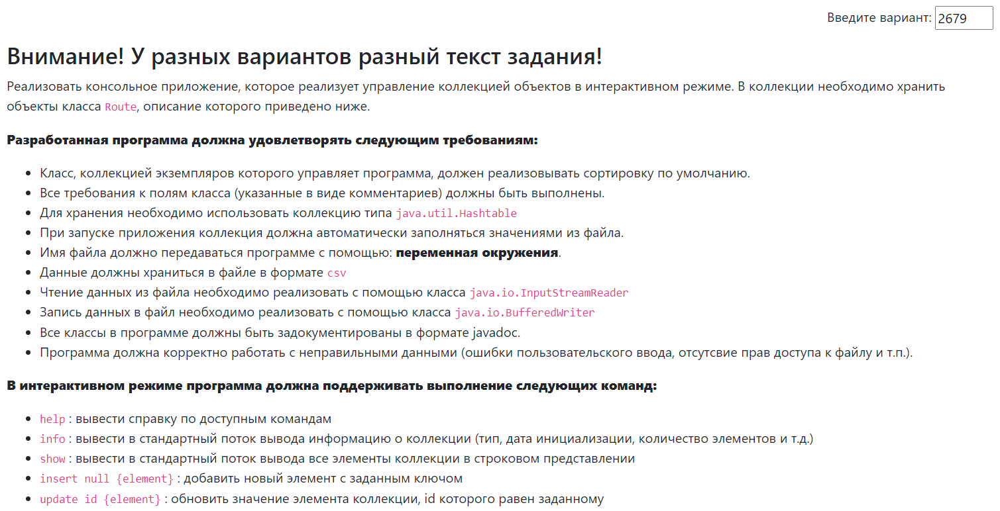 Введите вариант: 2679
Внимание! У разных вариантов разный текст задания!
Реализовать консольное приложение, которое реализует управление коллекцией объектов в интерактивном режиме. В коллекции необходимо хранить
объекты класса Route, описание которого приведено ниже.
Разработанная программа должна удовлетворять следующим требованиям:
• Класс, коллекцией экземпляров которого управляет программа, должен реализовывать сортировку по умолчанию.
• Все требования к полям класса (указанные в виде комментариев) должны быть выполнены.
• Для хранения необходимо использовать коллекцию типа java.util.Hashtable
• При запуске приложения коллекция должна автоматически заполняться значениями из файла.
• Имя файла должно передаваться программе с помощью: переменная окружения.
• Данные должны храниться в файле в формате csv
• Чтение данных из файла необходимо реализовать с помощью класса java.io.InputStreamReader
• Запись данных в файл необходимо реализовать с помощью класса java.io.BufferedWriter
• Все классы в программе должны быть задокументированы в формате javadoc.
• Программа должна корректно работать с неправильными данными (ошибки пользовательского ввода, отсутсвие прав доступа к файлу и т.п.).
В интерактивном режиме программа должна поддерживать выполнение следующих команд:
• help : вывести справку по доступным командам
• info : вывести в стандартный поток вывода информацию о коллекции (тип, дата инициализации, количество элементов и т.д.)
• show : вывести в стандартный поток вывода все элементы коллекции в строковом представлении
• insert null {element} : добавить новый элемент с заданным ключом
• update id {element} : обновить значение элемента коллекции, id которого равен заданному